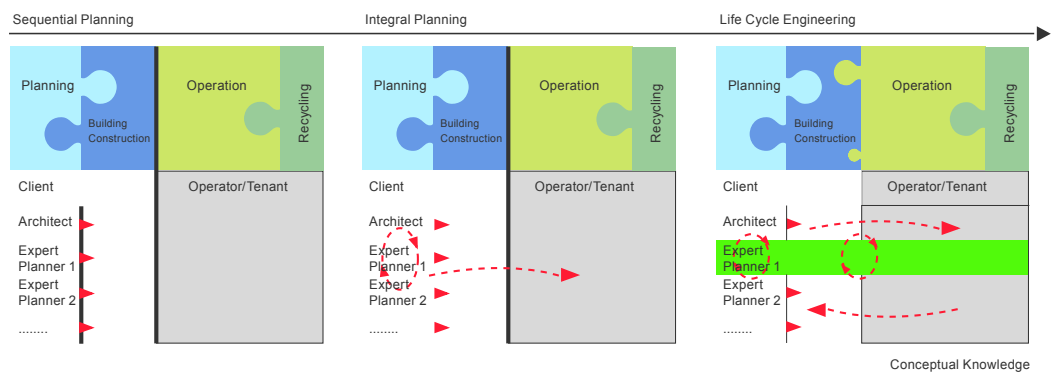 Sequential Planning
Integral Planning
Life Cycle Engineering
Planning
Building
Construction
Operation
Recycling
Client
Operator/Tenant
Architect
Expert
Planner 1
Expert
Planner 2
........
Planning
Building
Construction
Operation
Recycling
Client
Operator/Tenant
Architect
Expert
Planner 1
Expert
Planner 2
........
Planning
Building
Construction
Operation
Recycling
Client
Operator/Tenant
Architect
Expert
Planner 1
Expert
Planner 2
........
Conceptual Knowledge